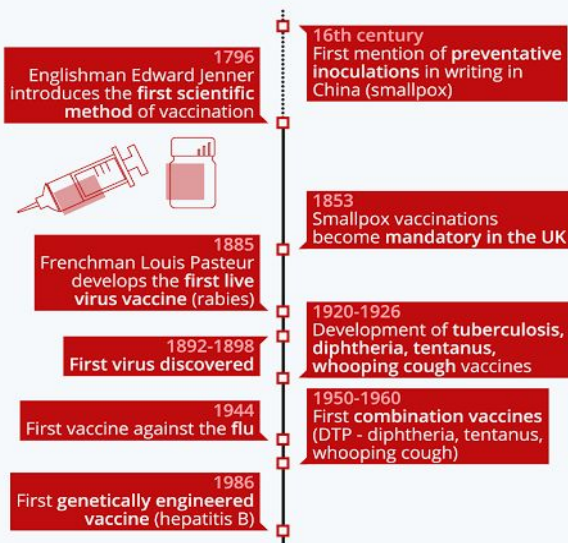 16th century
First mention of preventative
inoculations in writing in
China (smallpox)
1796
Englishman Edward Jenner
introduces the first scientific
method of vaccination
1853
Smallpox vaccinations
become mandatory in the UK
1885
Frenchman Louis Pasteur
develops the first live
virus vaccine (rabies)
1892-1898
First virus discovered
1920-1926
Development of tuberculosis,
diphtheria, tentanus,
whooping cough vaccines
1944
First vaccine against the flu
1950-1960
First combination vaccines
(DTP - diphtheria, tentanus,
whooping cough)
1986
First genetically engineered
vaccine (hepatitis B)